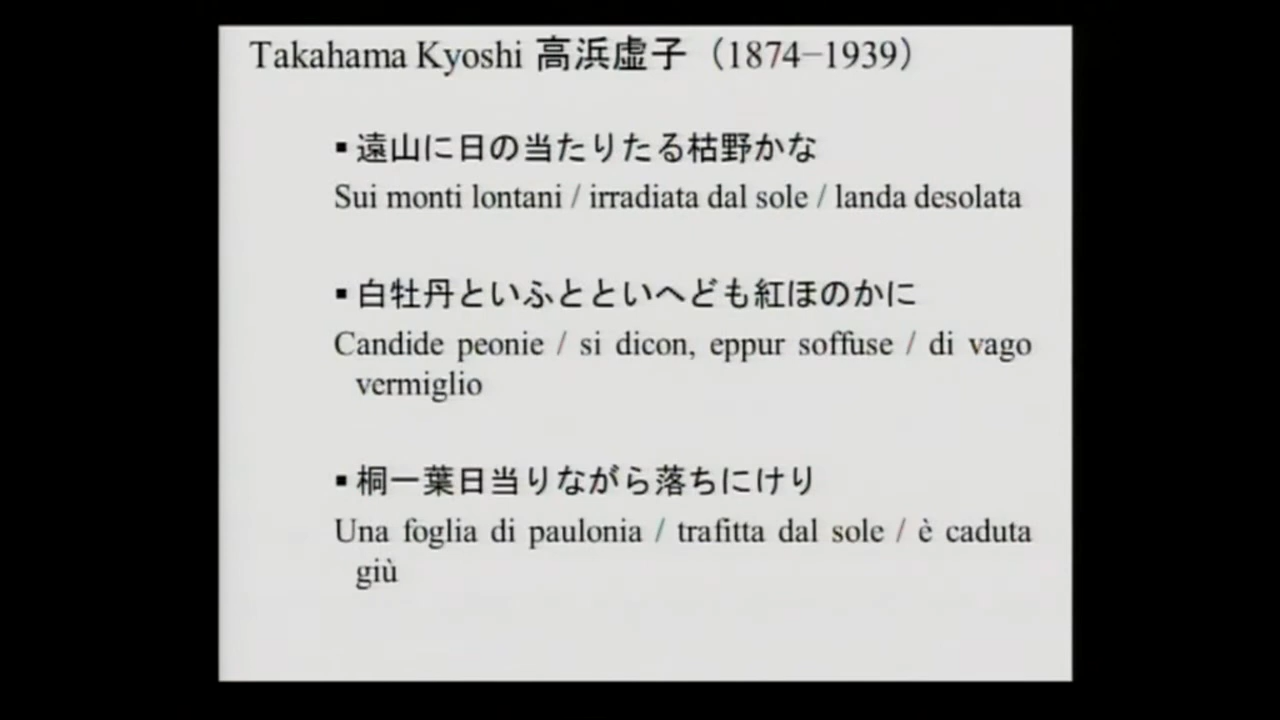 Takahama Kyoshi 高浜虚子（1874–1939）
▪ 遠山に日の当たりたる枯野かな
Sui monti lontani / irradiata dal sole / landa desolata
▪ 白牡丹といふとといへども紅ほのかに
Candide peonie / si dicon, eppur soffuse / di vago
vermiglio
▪ 桐一葉日当りながら落ちにけり
Una foglia di paulonia / trafitta dal sole / è caduta
giù